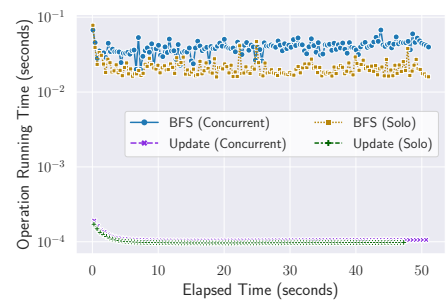 Operation Running Time (seconds)
10⁻¹
10⁻²
10⁻³
10⁻⁴
BFS (Concurrent)
Update (Concurrent)
BFS (Solo)
Update (Solo)
0 10 20 30 40 50
Elapsed Time (seconds)